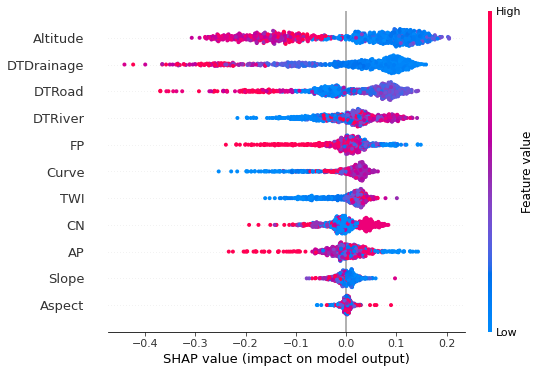 High
Altitude
DTDrainage
DTRoad
DTRiver
FP
Curve
TWI
CN
AP
Slope
Aspect
Feature value
Low
−0.4 −0.3 −0.2 −0.1 0.0 0.1 0.2
SHAP value (impact on model output)